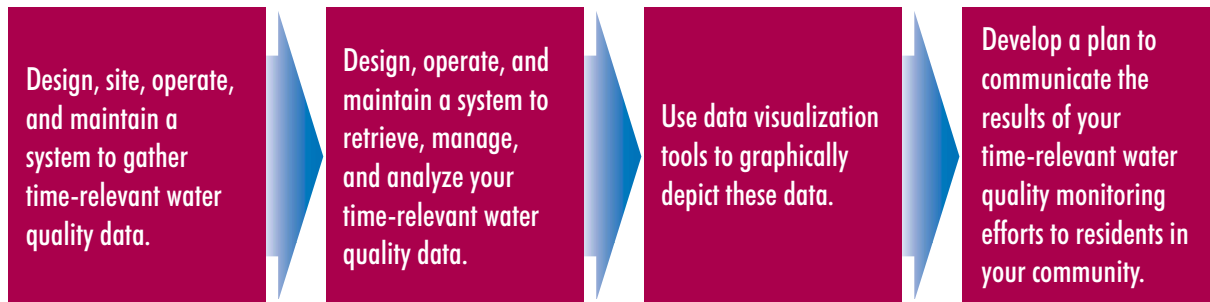 Design, site, operate,
and maintain a
system to gather
time-relevant water
quality data.
Design, operate, and
maintain a system to
retrieve, manage,
and analyze your
time-relevant water
quality data.
Use data visualization
tools to graphically
depict these data.
Develop a plan to
communicate the
results of your
time-relevant water
quality monitoring
efforts to residents in
your community.